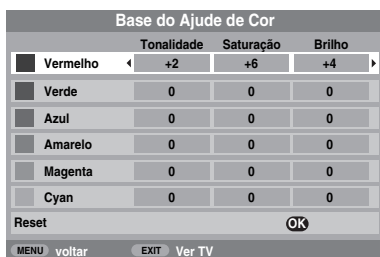 Base do Ajude de Cor
Tonalidade Saturação Brilho
Vermelho +2 +6 +4
Verde 0 0 0
Azul 0 0 0
Amarelo 0 0 0
Magenta 0 0 0
Cyan 0 0 0
Reset OK
MENU voltar EXIT Ver TV